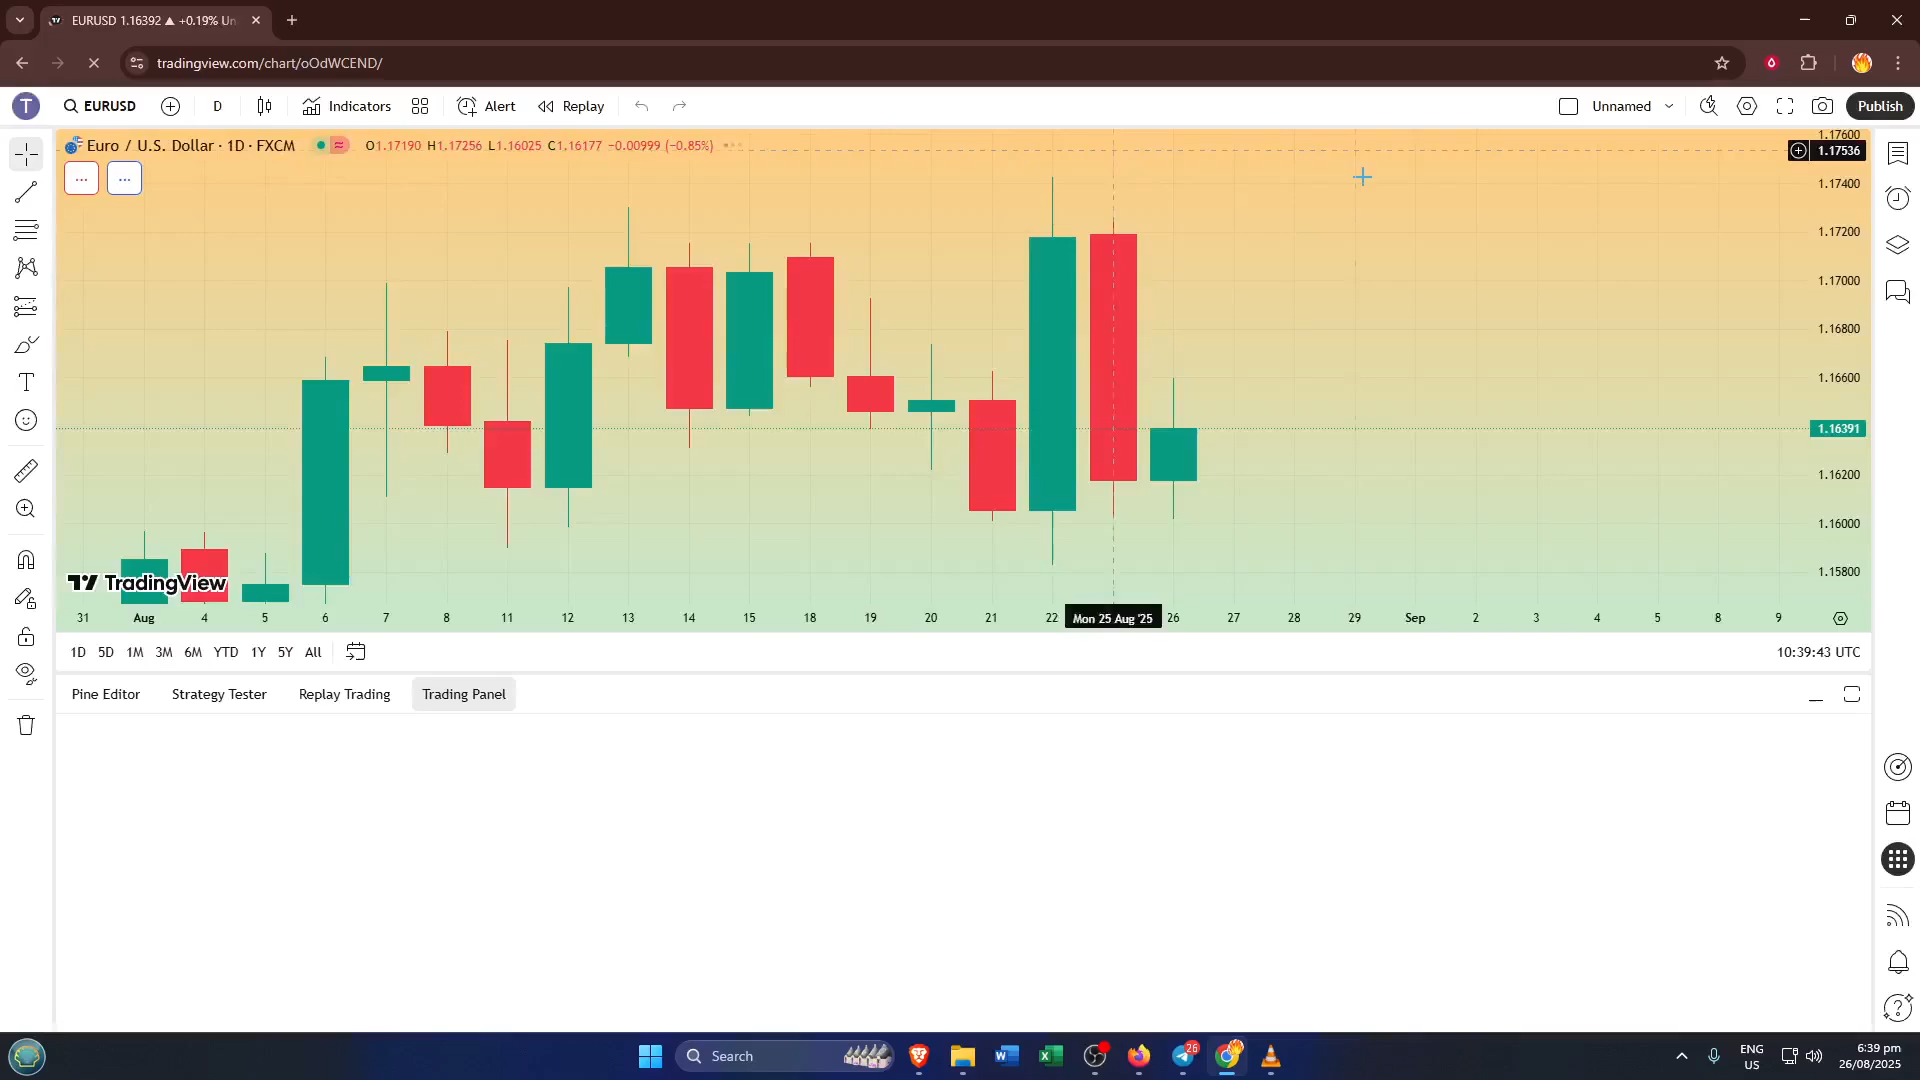 EURUSD 1.16392 ▲ +0.19% Un
tradingview.com/chart/oOdWCEND/
T
EURUSD
D
Indicators
Alert
Replay
Unnamed
Publish
Euro / U.S. Dollar · 1D · FXCM
O1.17190 H1.17256 L1.16025 C1.16177 −0.00999 (−0.85%)
1.17600
1.17536
1.17400
1.17200
1.17000
1.16800
1.16600
1.16391
1.16200
1.16000
1.15800
TradingView
31 Aug 4 5 6 7 8 11 12 13 14 15 18 19 20 21 22 Mon 25 Aug '25 26 27 28 29 Sep 2 3 4 5 8 9
1D 5D 1M 3M 6M YTD 1Y 5Y All
10:39:43 UTC
Pine Editor Strategy Tester Replay Trading Trading Panel
Search
26
ENG
US
6:39 pm
26/08/2025